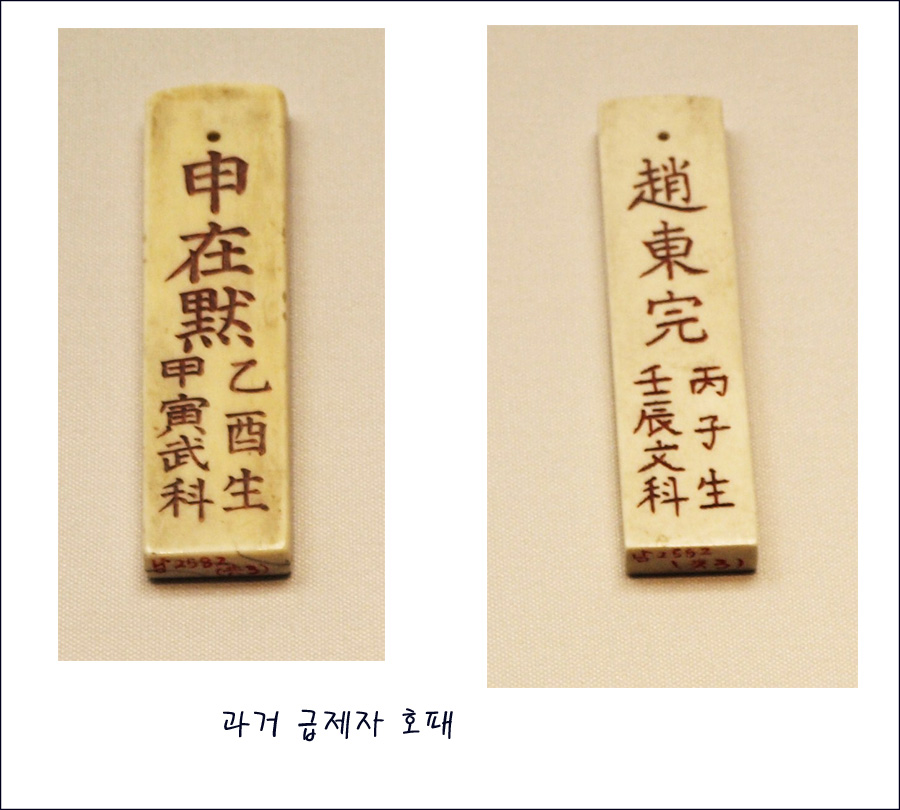 申在黙
乙酉生
甲寅武科
趙東完
丙子生
壬辰文科
과거 급제자 호패